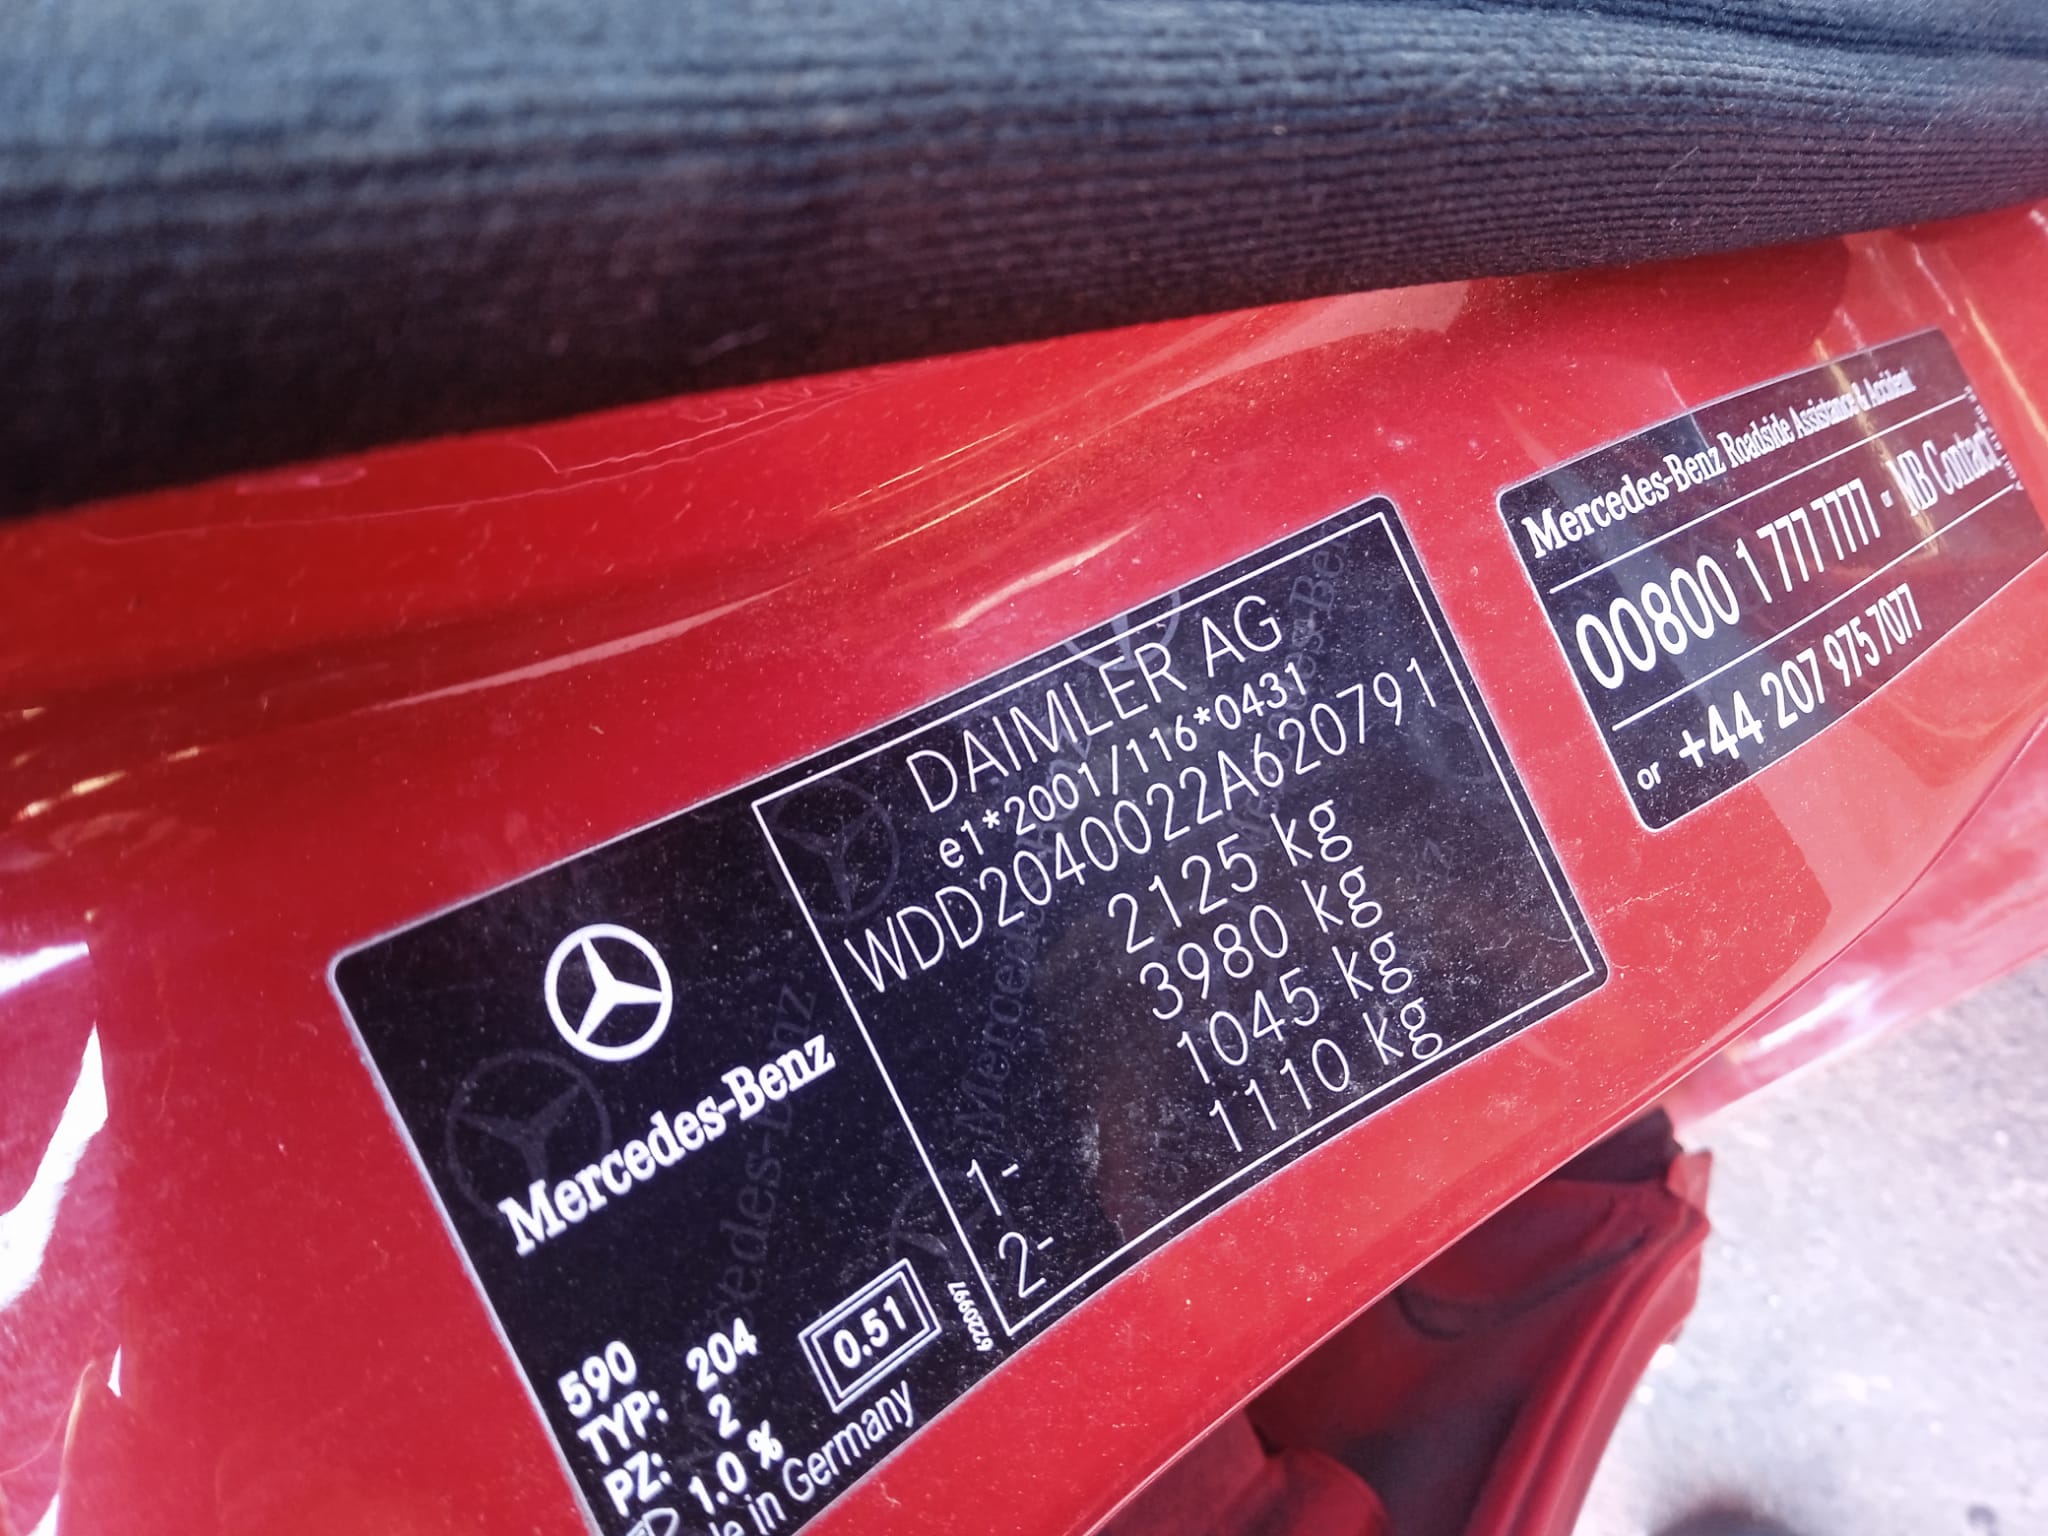 DAIMLER AG
e1*2001/116*0431
WDD2040022A620791
2125 kg
3980 kg
1- 1045 kg
2- 1110 kg
Mercedes-Benz
590
TYP: 204
PZ: 2
1.0 %
0.51
in Germany
6220997
Mercedes-Benz Roadside Assistance & Accident
00800 1 777 7777 - MB Contact
or +44 207 975 7077